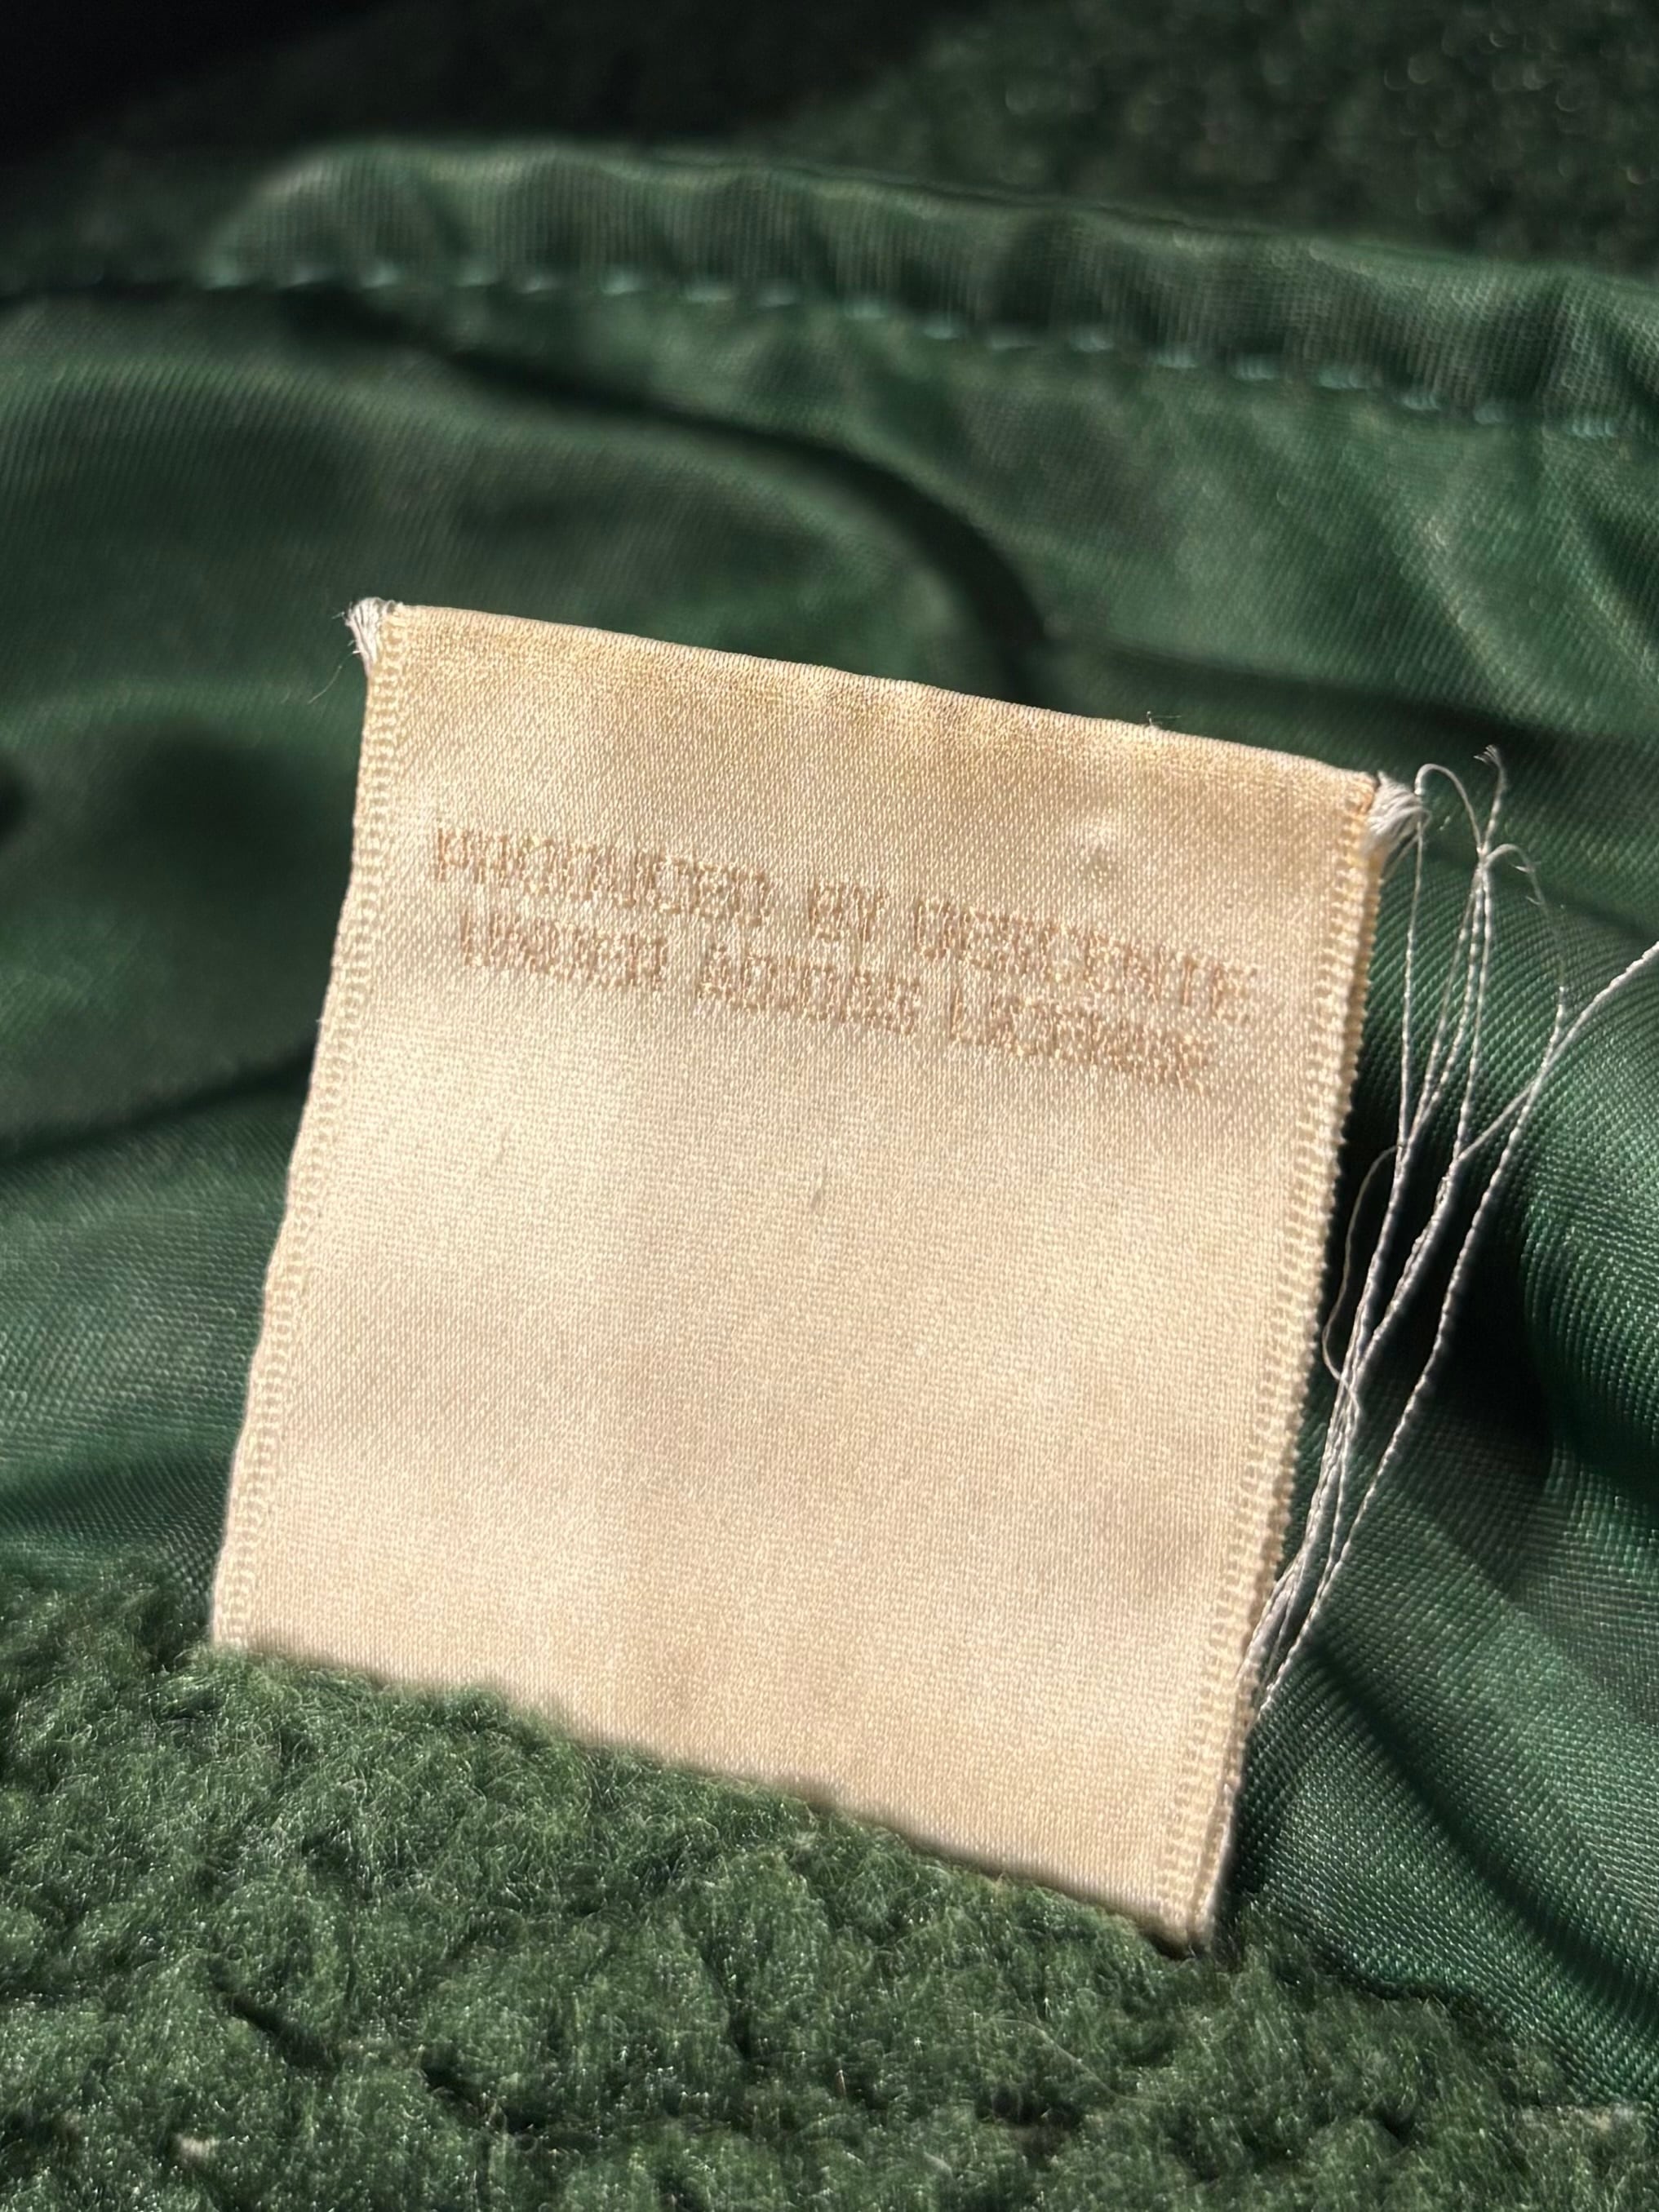 PRODUCED BY DESCENTE
UNDER ADIDAS LICENSE